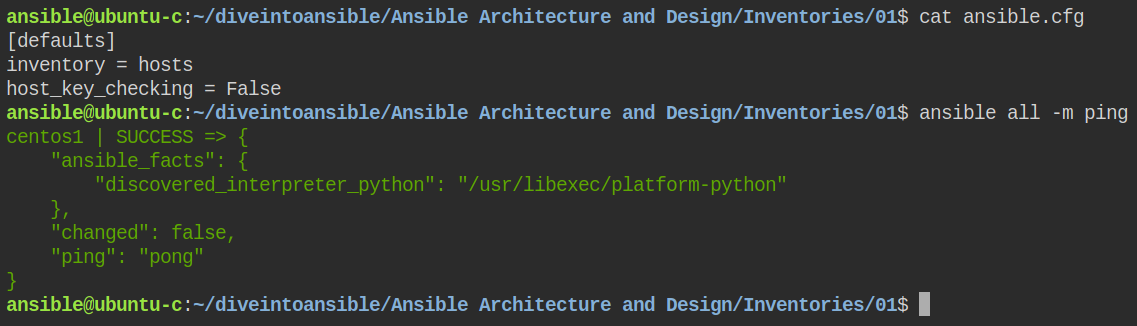 ansible@ubuntu-c:~/diveintoansible/Ansible Architecture and Design/Inventories/01$ cat ansible.cfg
[defaults]
inventory = hosts
host_key_checking = False
ansible@ubuntu-c:~/diveintoansible/Ansible Architecture and Design/Inventories/01$ ansible all -m ping
centos1 | SUCCESS => {
    "ansible_facts": {
        "discovered_interpreter_python": "/usr/libexec/platform-python"
    },
    "changed": false,
    "ping": "pong"
}
ansible@ubuntu-c:~/diveintoansible/Ansible Architecture and Design/Inventories/01$